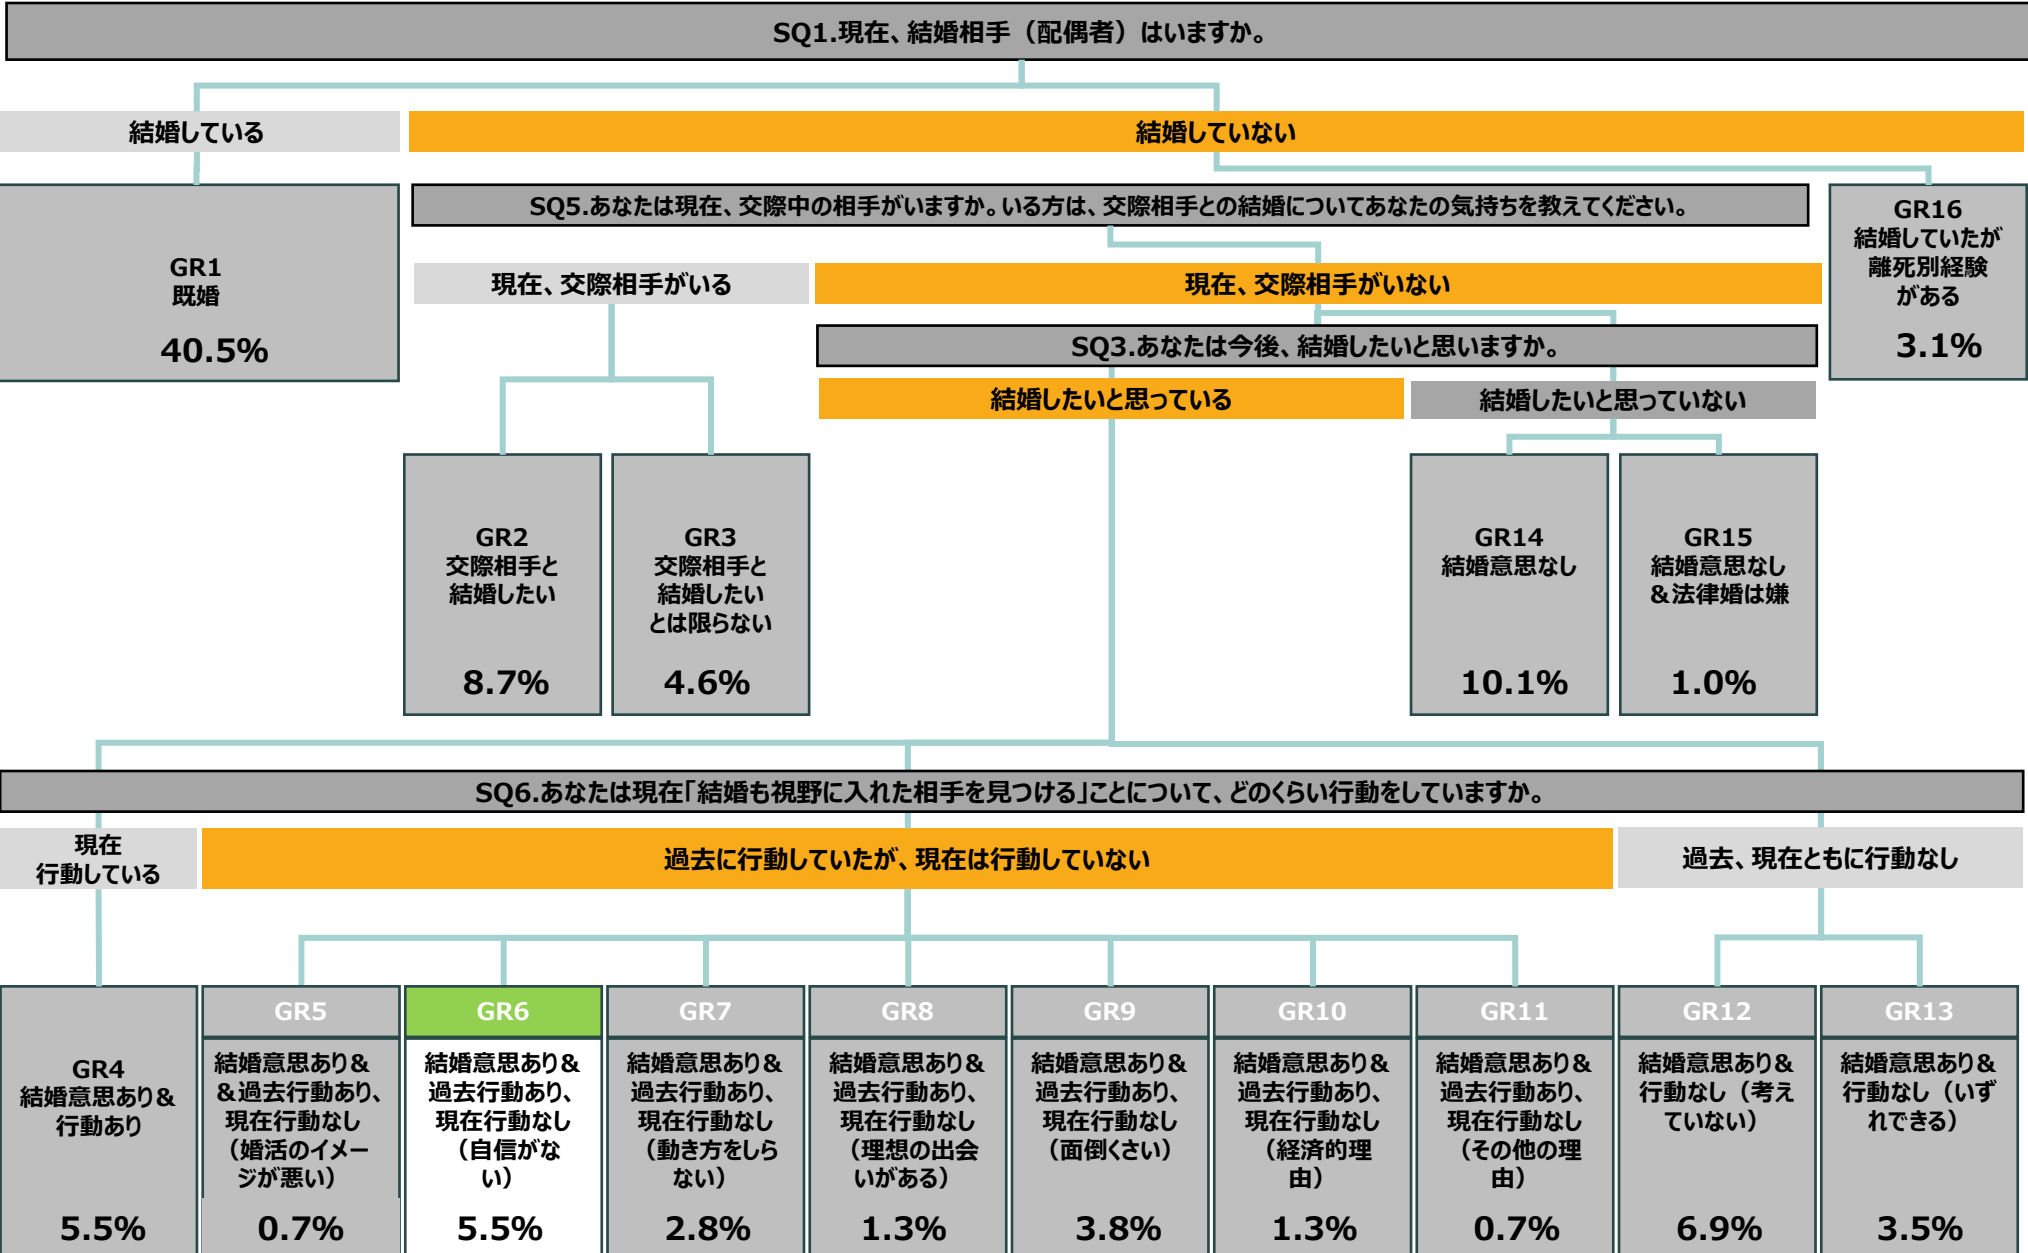 SQ1.現在、結婚相手（配偶者）はいますか。
結婚している
結婚していない
GR1
既婚
40.5%
SQ5.あなたは現在、交際中の相手がいますか。いる方は、交際相手との結婚についてあなたの気持ちを教えてください。
GR16
結婚していたが
離死別経験
がある
3.1%
現在、交際相手がいる
現在、交際相手がいない
SQ3.あなたは今後、結婚したいと思いますか。
結婚したいと思っている
結婚したいと思っていない
GR2
交際相手と
結婚したい
8.7%
GR3
交際相手と
結婚したい
とは限らない
4.6%
GR14
結婚意思なし
10.1%
GR15
結婚意思なし
＆法律婚は嫌
1.0%
SQ6.あなたは現在「結婚も視野に入れた相手を見つける」ことについて、どのくらい行動をしていますか。
現在
行動している
過去に行動していたが、現在は行動していない
過去、現在ともに行動なし
GR4
結婚意思あり＆
行動あり
5.5%
GR5
結婚意思あり＆
＆過去行動あり、
現在行動なし
（婚活のイメー
ジが悪い）
0.7%
GR6
結婚意思あり＆
過去行動あり、
現在行動なし
（自信がな
い）
5.5%
GR7
結婚意思あり＆
過去行動あり、
現在行動なし
（動き方をしら
ない）
2.8%
GR8
結婚意思あり＆
過去行動あり、
現在行動なし
（理想の出会
いがある）
1.3%
GR9
結婚意思あり＆
過去行動あり、
現在行動なし
（面倒くさい）
3.8%
GR10
結婚意思あり＆
過去行動あり、
現在行動なし
（経済的理
由）
1.3%
GR11
結婚意思あり＆
過去行動あり、
現在行動なし
（その他の理
由）
0.7%
GR12
結婚意思あり＆
行動なし（考え
ていない）
6.9%
GR13
結婚意思あり＆
行動なし（いず
れできる）
3.5%